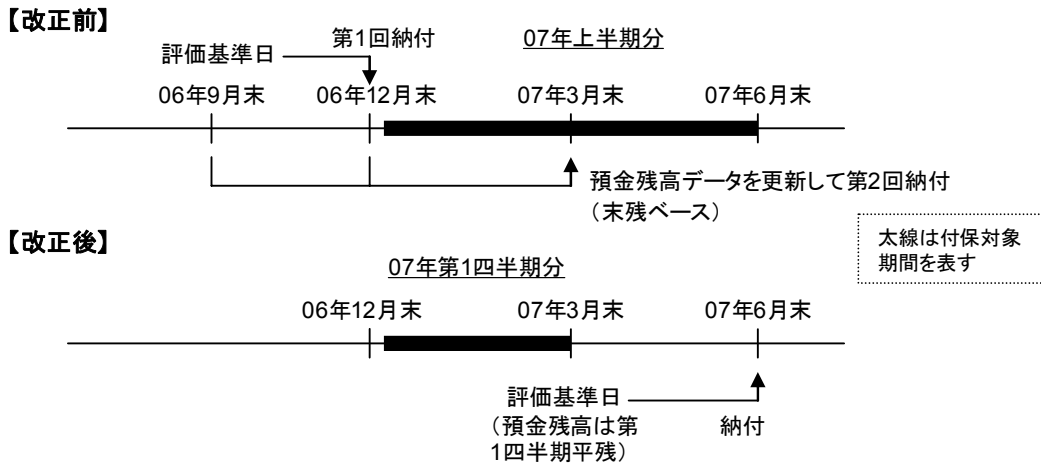 【改正前】
第1回納付
07年上半期分
評価基準日
06年9月末
06年12月末
07年3月末
07年6月末
預金残高データを更新して第2回納付
（末残ベース）
【改正後】
太線は付保対象
期間を表す
07年第1四半期分
06年12月末
07年3月末
07年6月末
評価基準日
（預金残高は第
1四半期平残）
納付